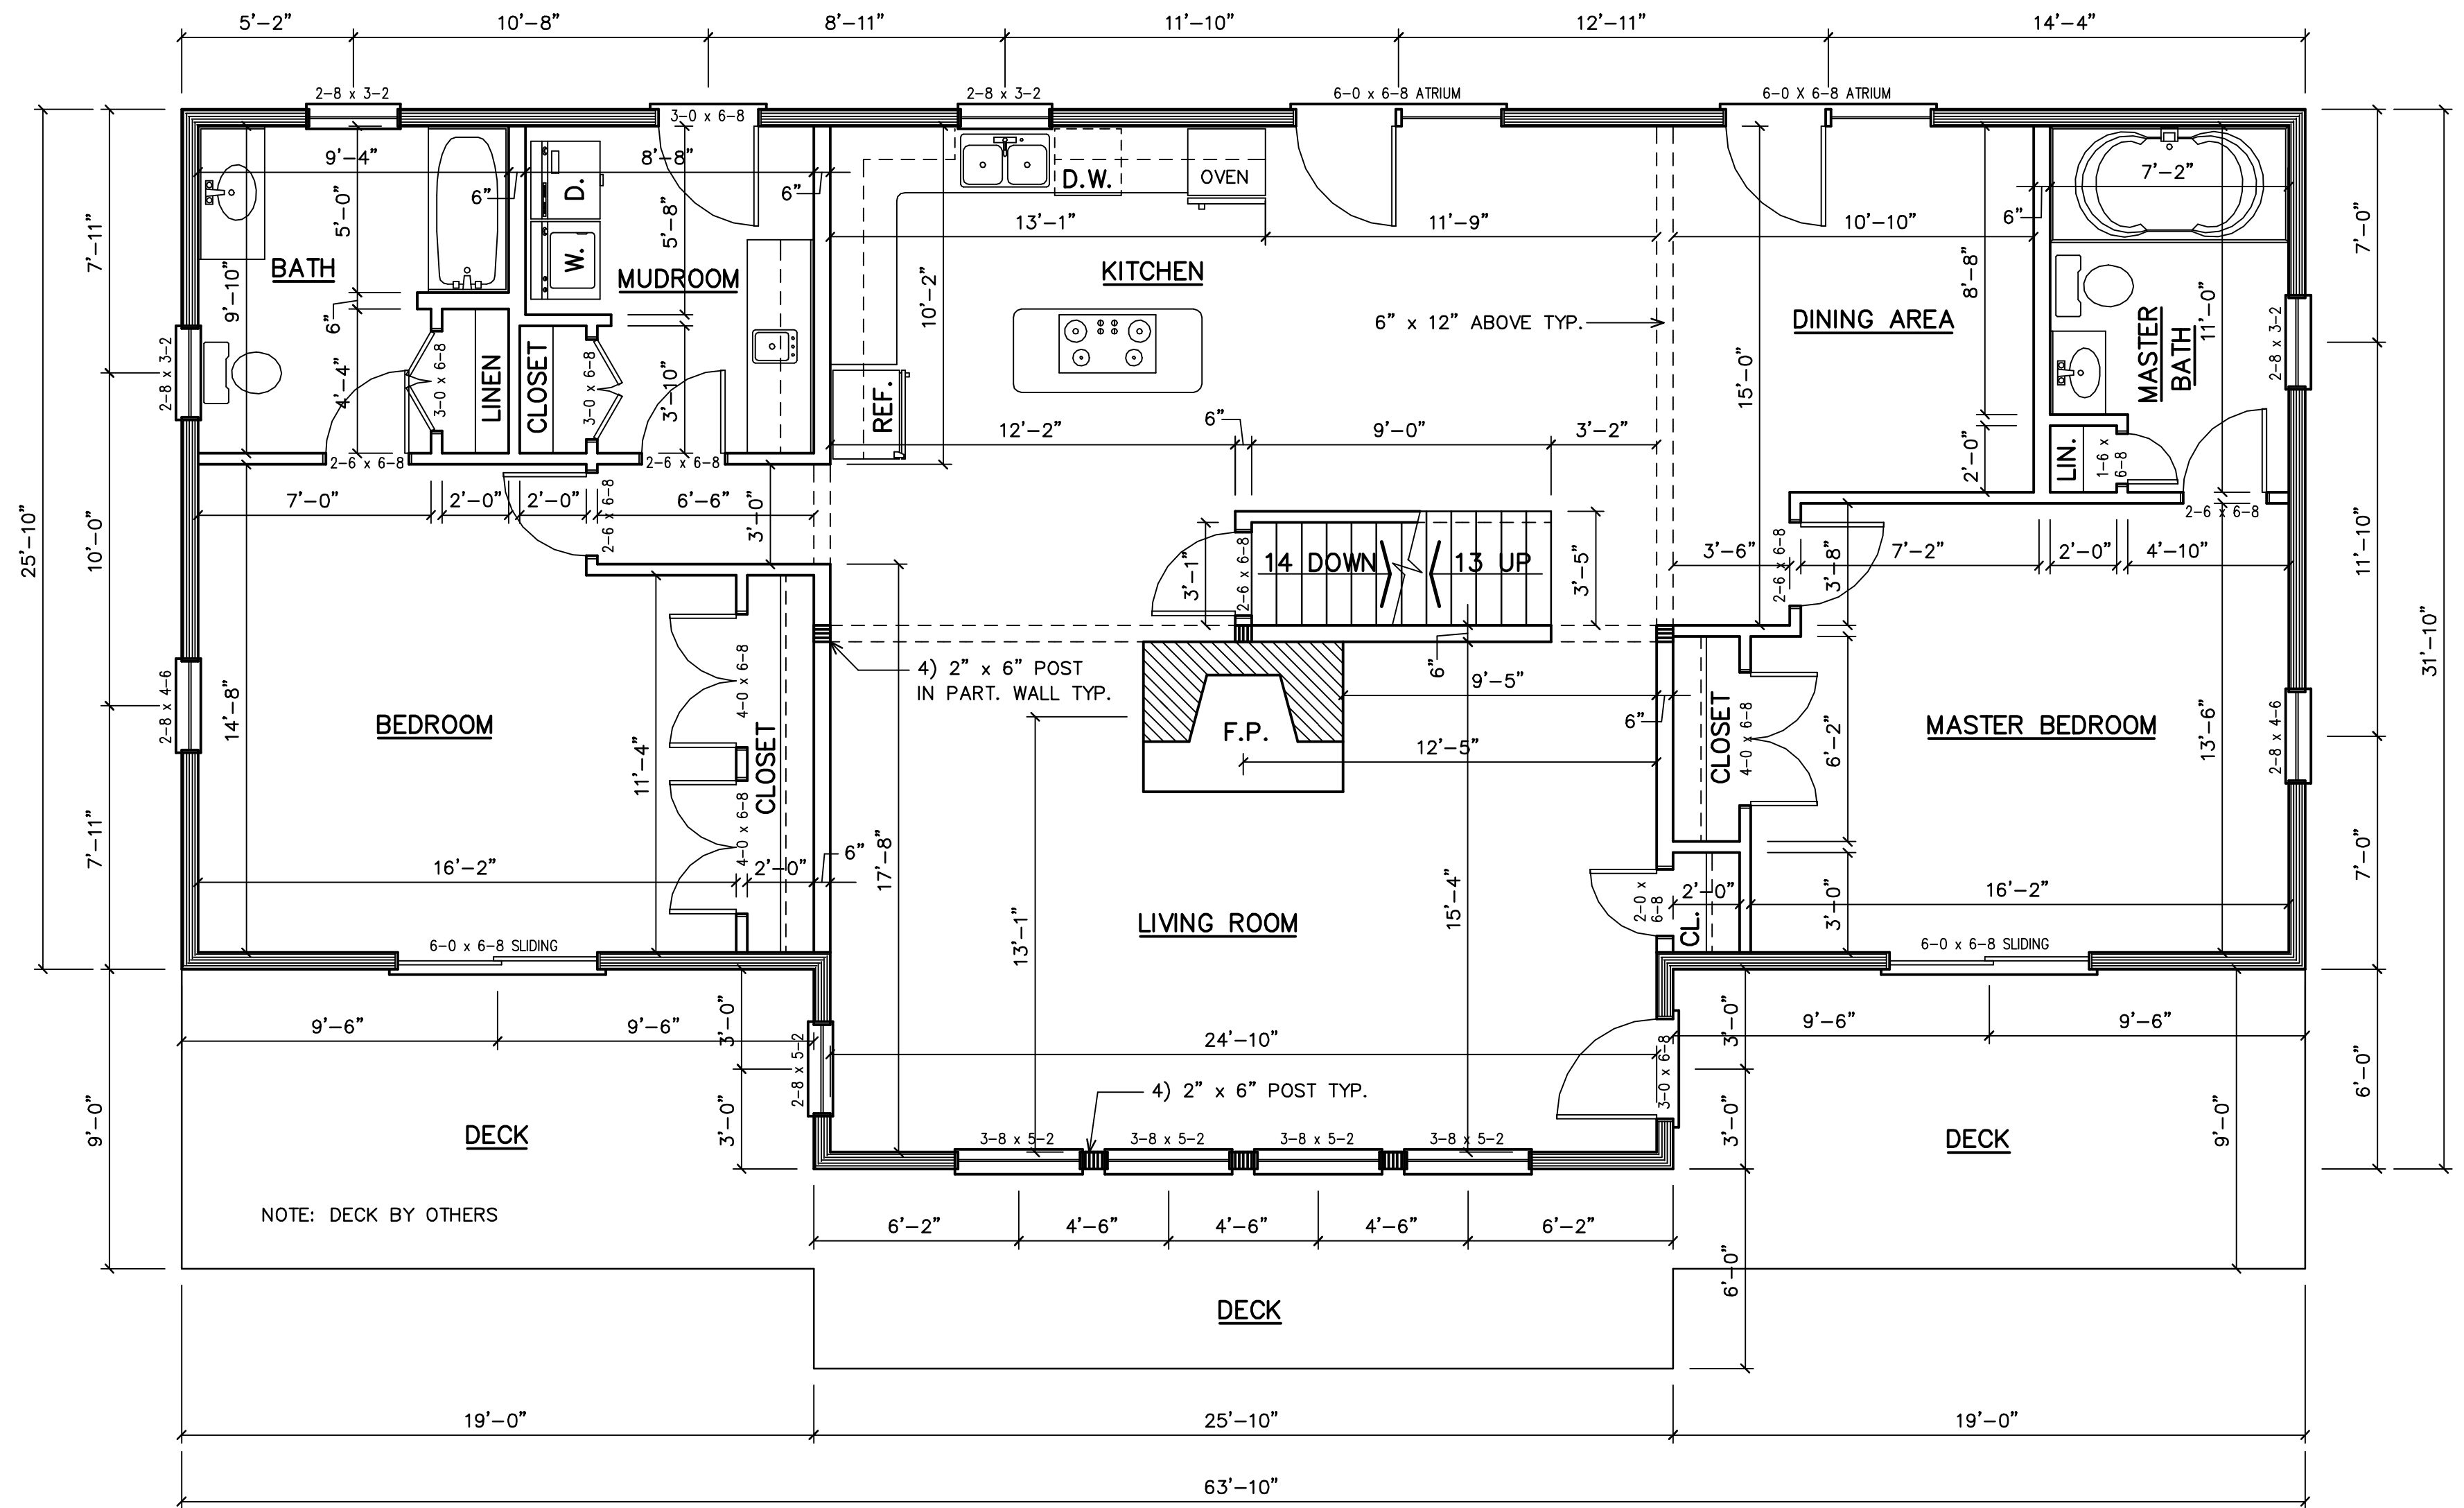 5'-2" 10'-8" 8'-11" 11'-10" 12'-11" 14'-4"
2-8 x 3-2 3-0 x 6-8 2-8 x 3-2 6-0 x 6-8 ATRIUM 6-0 X 6-8 ATRIUM
9'-4" 8'-8" 7'-2"
6" 6" 6"
D. D.W. OVEN
5'-0" 5'-8"
13'-1" 11'-9" 10'-10"
7'-11" 7'-0"
BATH W. MUDROOM KITCHEN
9'-10" 10'-2" 8'-8" 11'-0"
6" 6" x 12" ABOVE TYP. DINING AREA MASTER
BATH
2-8 x 3-2 4'-4" 3-0 x 6-8 LINEN CLOSET 3-0 x 6-8 3'-10" REF. 15'-0" 2-8 x 3-2
12'-2" 6" 9'-0" 3'-2"
2-6 x 6-8 2-6 x 6-8 2'-0" LIN. 1-6 x
6-8
7'-0" 2'-0" 2'-0" 6'-6" 2-6 x 6-8
25'-10" 10'-0" 2-6 x 6-8 3'-0" 11'-10"
3'-1" 2-6 x 6-8 14 DOWN 13 UP 3'-5" 3'-6" 2-6 x 6-8 3'-8" 7'-2" 2'-0" 4'-10"
31'-10"
4) 2" x 6" POST 6"
IN PART. WALL TYP. 9'-5"
2-8 x 4-6 14'-8" BEDROOM 4-0 x 6-8 F.P. 6" MASTER BEDROOM
11'-4" CLOSET 12'-5" CLOSET 4-0 x 6-8 6'-2" 13'-6" 2-8 x 4-6
7'-11" 4-0 x 6-8 17'-8" 7'-0"
16'-2" 2'-0" 6" 2-0 x
6-8 2'-0" 3'-0" 16'-2"
13'-1" LIVING ROOM 15'-4" CL.
6-0 x 6-8 SLIDING 6-0 x 6-8 SLIDING
9'-6" 9'-6" 3'-0" 3'-0" 9'-6" 9'-6"
24'-10"
2-8 x 5-2 3-0 x 6-8 6'-0"
4) 2" x 6" POST TYP.
9'-0" DECK 3'-0" 3'-0" DECK 9'-0"
3-8 x 5-2 3-8 x 5-2 3-8 x 5-2 3-8 x 5-2
NOTE: DECK BY OTHERS
6'-2" 4'-6" 4'-6" 4'-6" 6'-2"
6'-0"
DECK
19'-0" 25'-10" 19'-0"
63'-10"